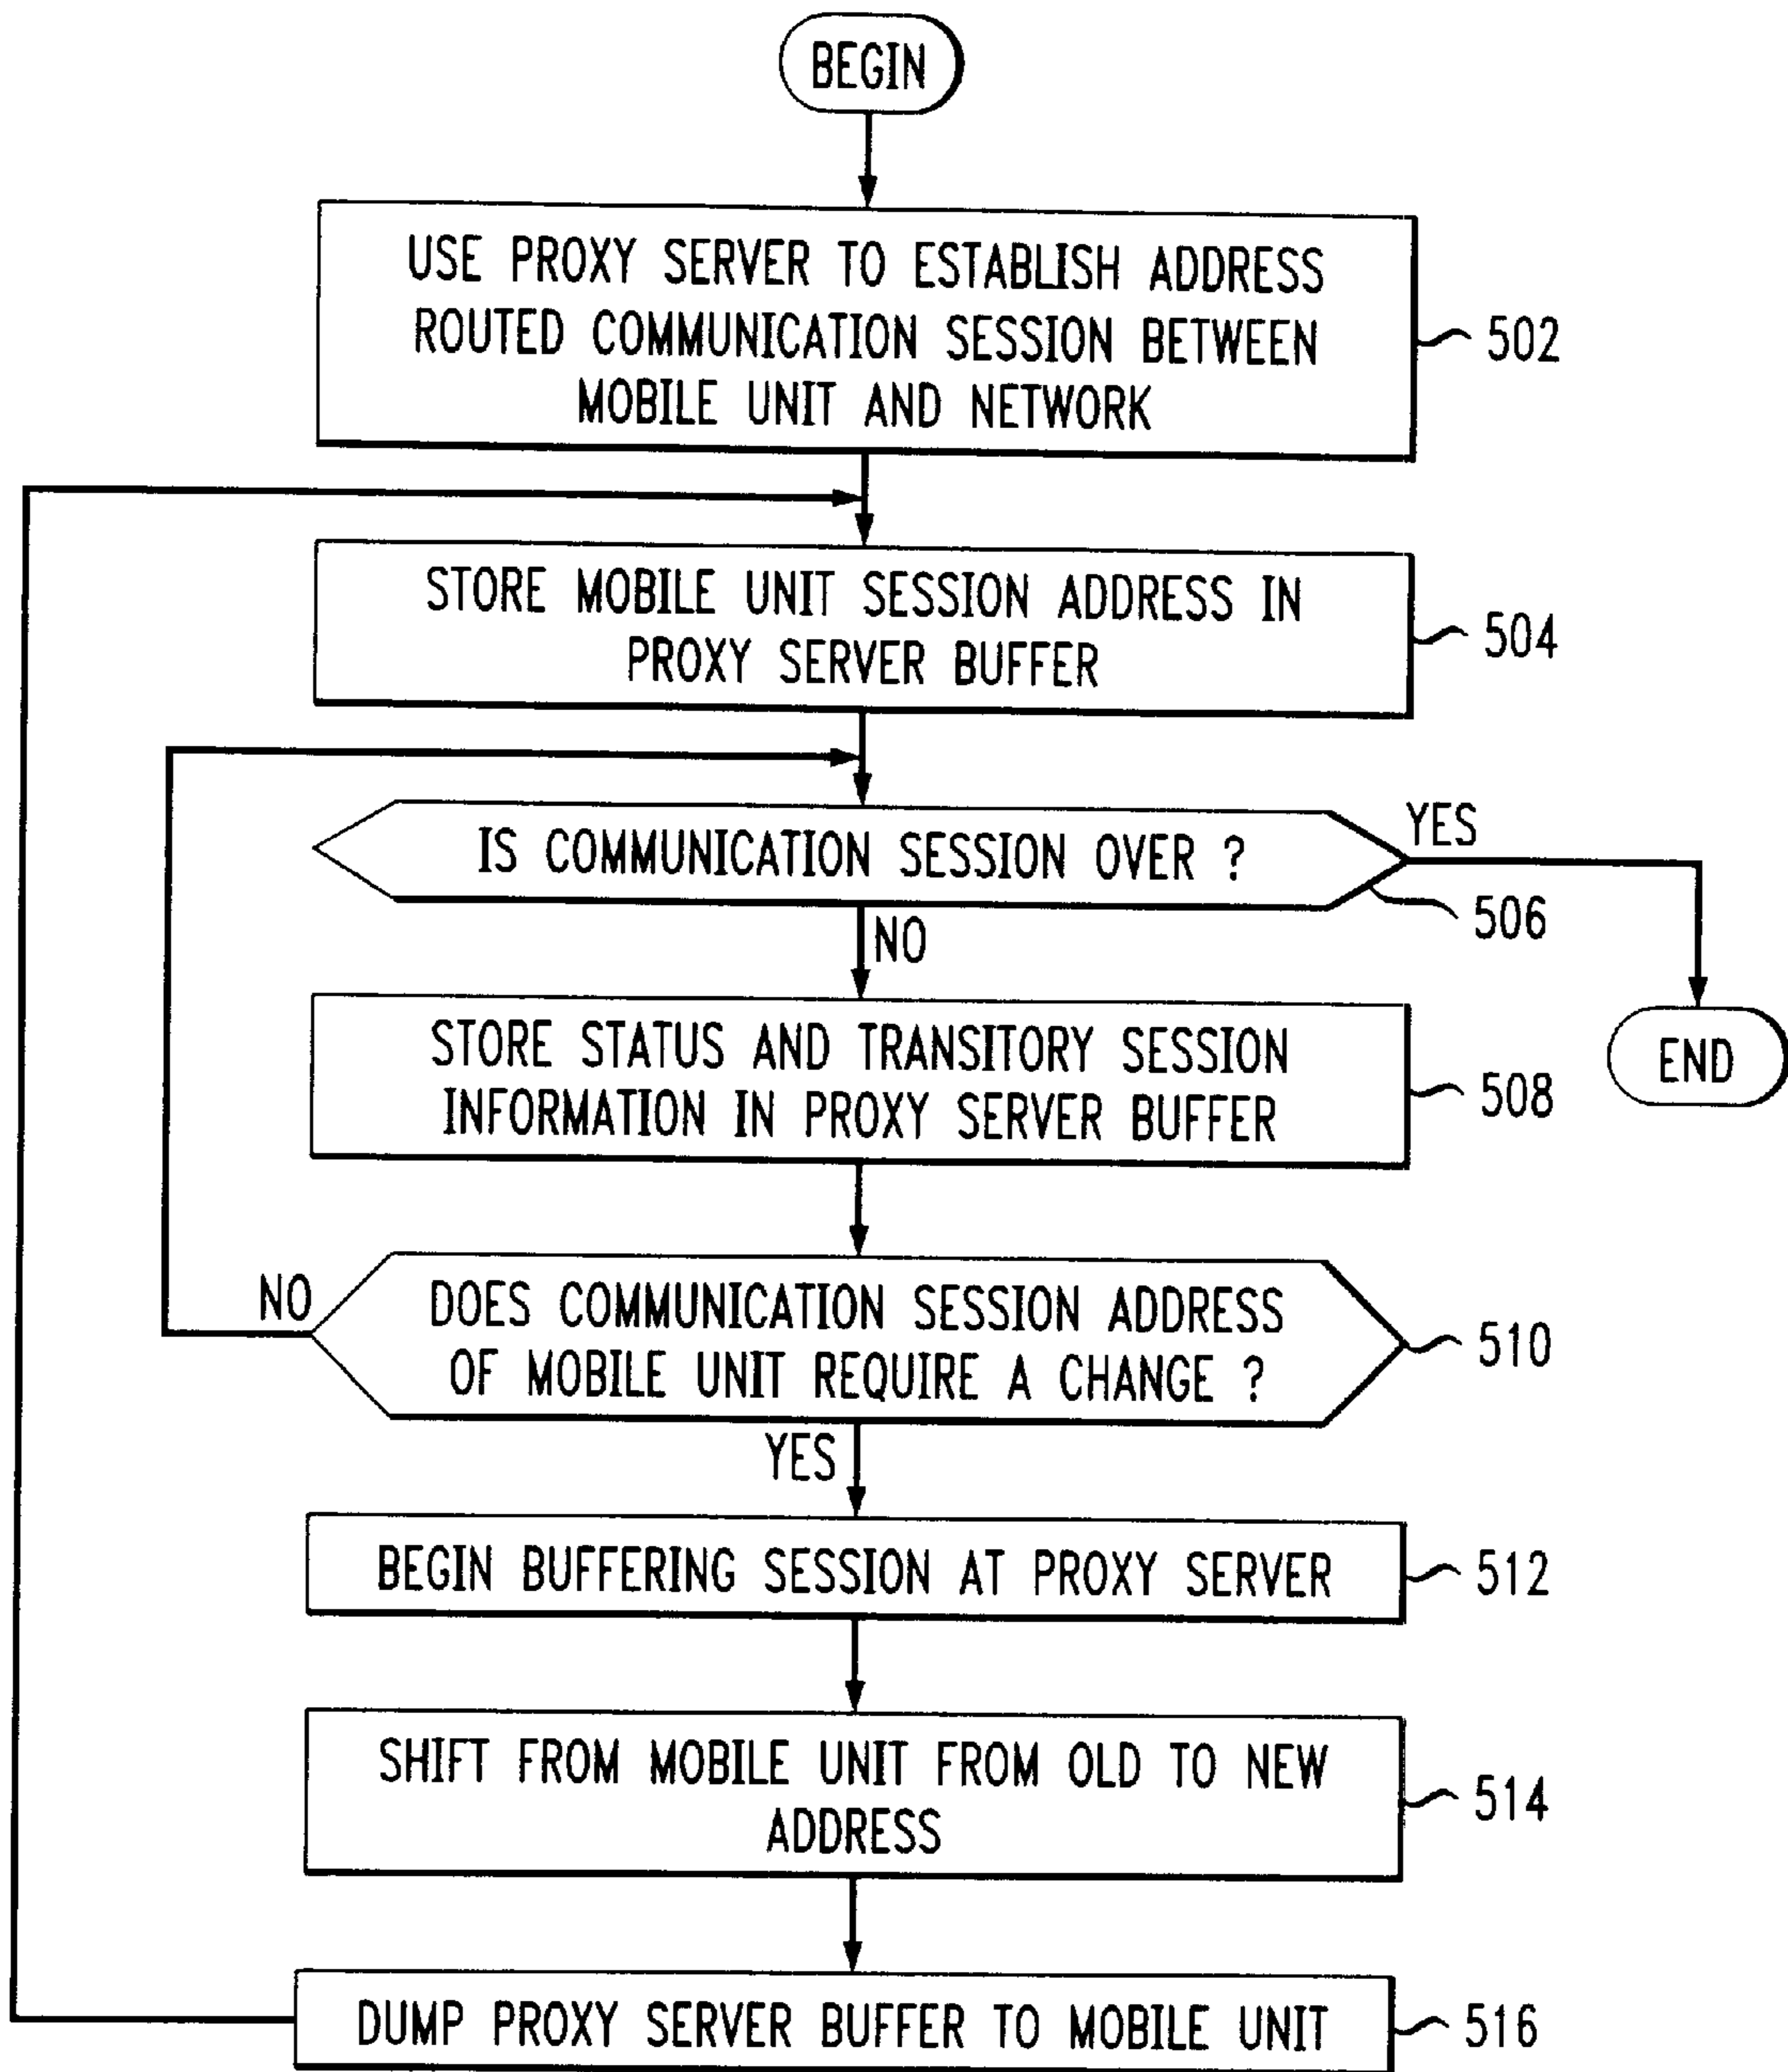 BEGIN
USE PROXY SERVER TO ESTABLISH ADDRESS
ROUTED COMMUNICATION SESSION BETWEEN
MOBILE UNIT AND NETWORK
502
STORE MOBILE UNIT SESSION ADDRESS IN
PROXY SERVER BUFFER
504
IS COMMUNICATION SESSION OVER ?
YES
506
NO
STORE STATUS AND TRANSITORY SESSION
INFORMATION IN PROXY SERVER BUFFER
508
END
NO
DOES COMMUNICATION SESSION ADDRESS
OF MOBILE UNIT REQUIRE A CHANGE ?
510
YES
BEGIN BUFFERING SESSION AT PROXY SERVER
512
SHIFT FROM MOBILE UNIT FROM OLD TO NEW
ADDRESS
514
DUMP PROXY SERVER BUFFER TO MOBILE UNIT
516